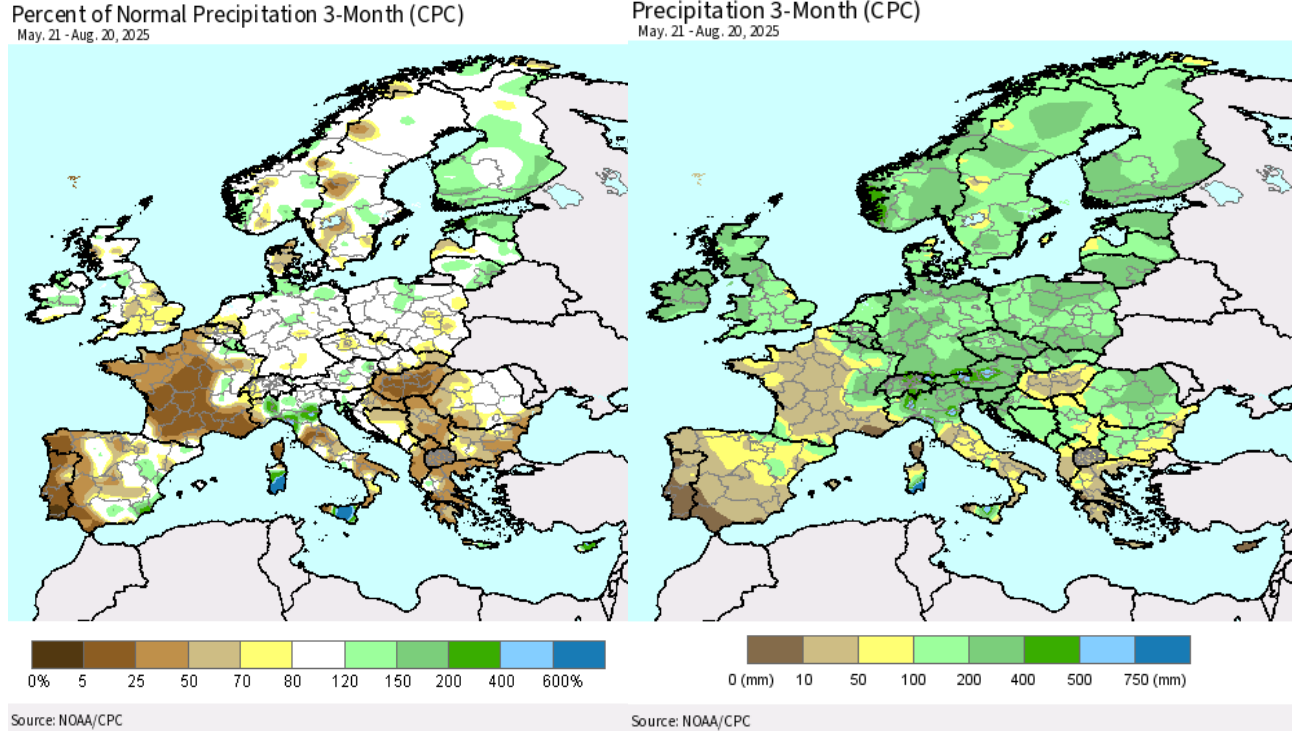 Percent of Normal Precipitation 3-Month (CPC)
May. 21 - Aug. 20, 2025
0% 5 25 50 70 80 120 150 200 400 600%
Source: NOAA/CPC
Precipitation 3-Month (CPC)
May. 21 - Aug. 20, 2025
0 (mm) 10 50 100 200 400 500 750 (mm)
Source: NOAA/CPC